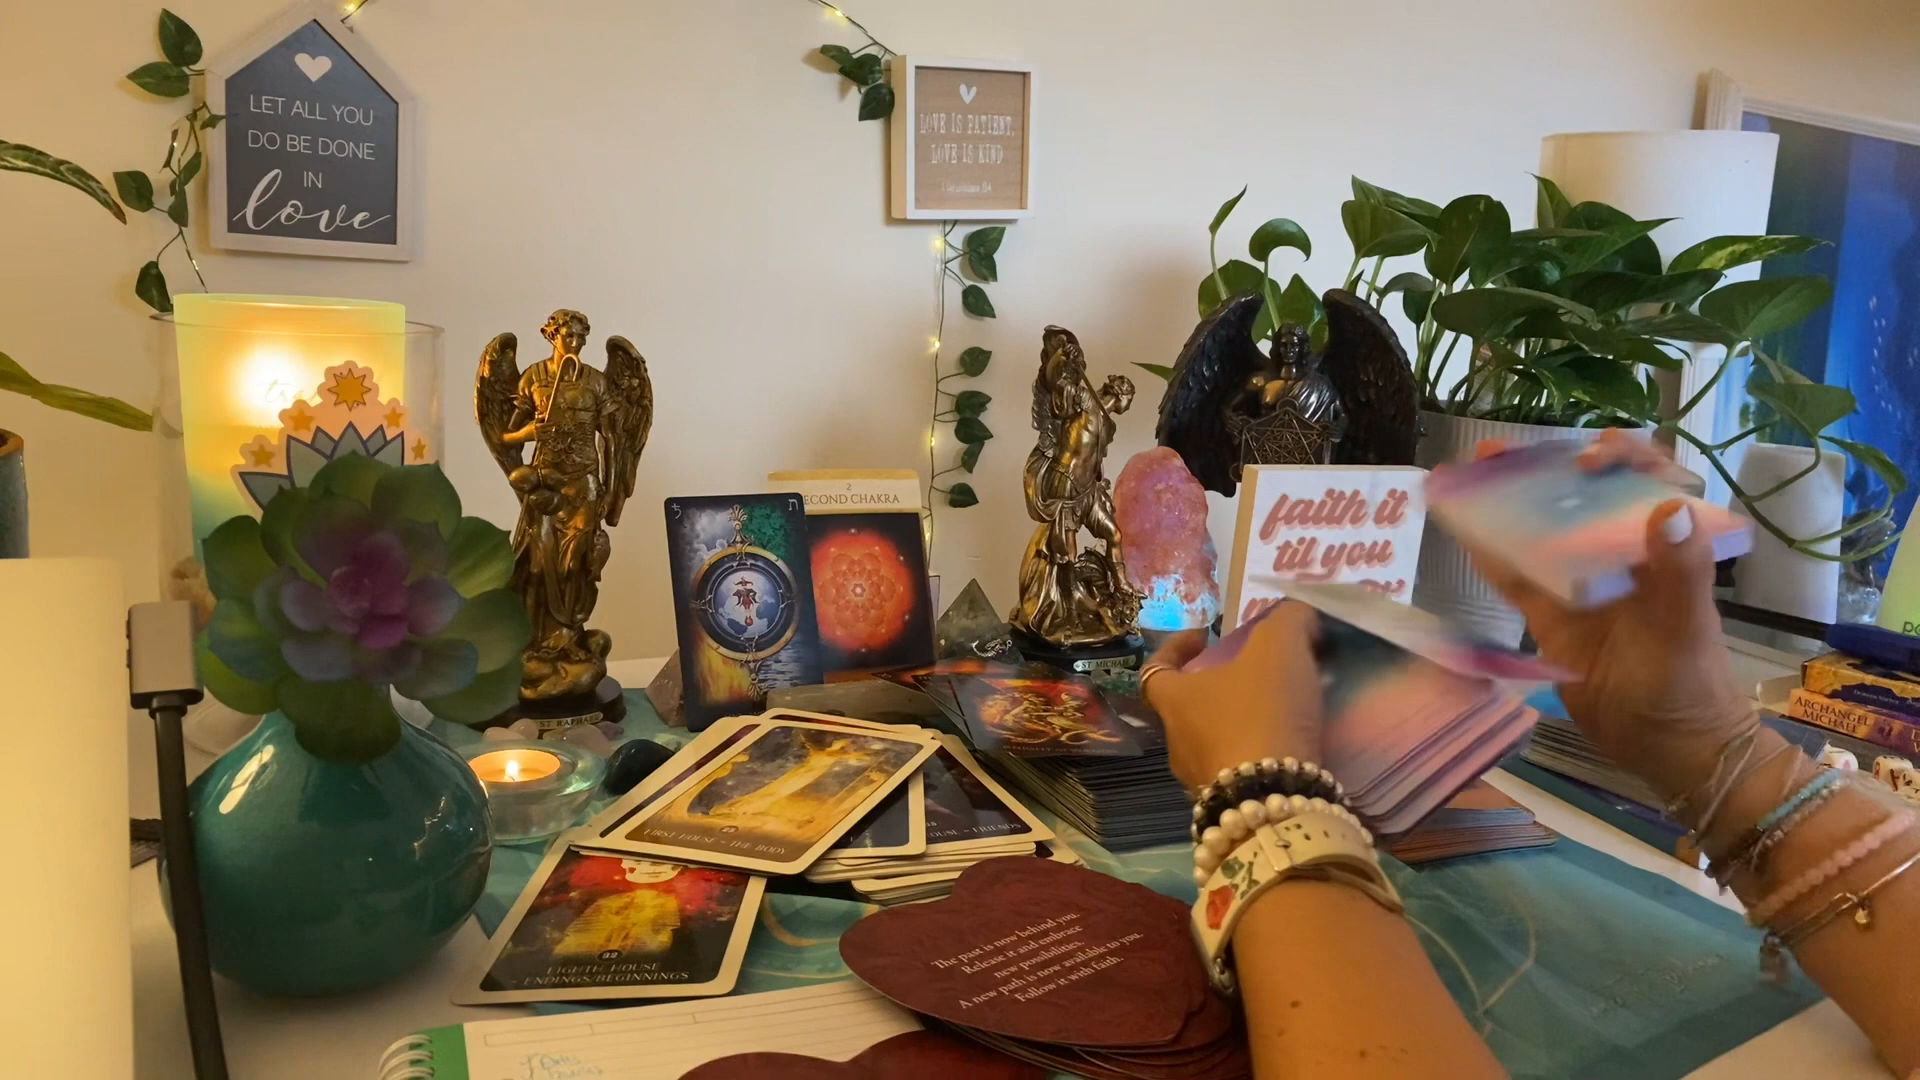 LET ALL YOU
DO BE DONE
IN
love
LOVE IS PATIENT,
LOVE IS KIND
2
SECOND CHAKRA
faith it
til you
ST RAPHAEL
ST MICHAEL
ARCHANGEL
MICHAEL
FIRST HOUSE - THE BODY
HOUSE - FRIENDS
22
EIGHTH HOUSE
- ENDINGS/BEGINNINGS
The past is now behind you.
Release it and embrace
new possibilities.
A new path is now available to you.
Follow it with faith.